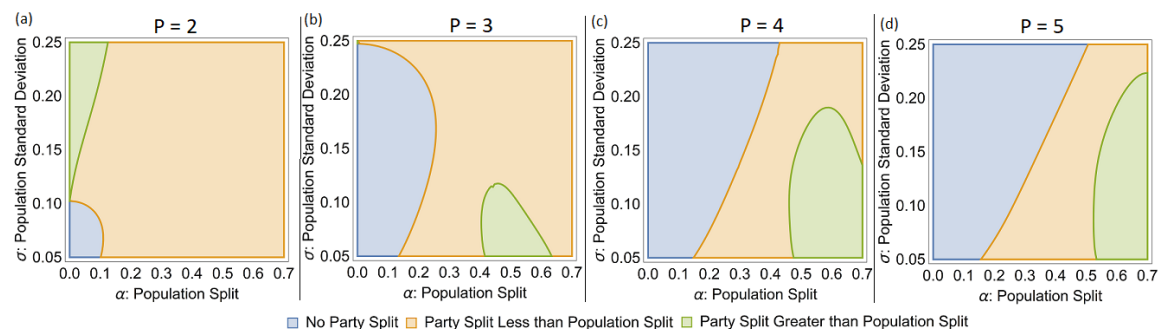 (a) P = 2
0.25
0.20
0.15
0.10
0.05
0.0 0.1 0.2 0.3 0.4 0.5 0.6 0.7
σ: Population Standard Deviation
α: Population Split
(b) P = 3
0.25
0.20
0.15
0.10
0.05
0.0 0.1 0.2 0.3 0.4 0.5 0.6 0.7
σ: Population Standard Deviation
α: Population Split
(c) P = 4
0.25
0.20
0.15
0.10
0.05
0.0 0.1 0.2 0.3 0.4 0.5 0.6 0.7
σ: Population Standard Deviation
α: Population Split
(d) P = 5
0.25
0.20
0.15
0.10
0.05
0.0 0.1 0.2 0.3 0.4 0.5 0.6 0.7
σ: Population Standard Deviation
α: Population Split
No Party Split Party Split Less than Population Split Party Split Greater than Population Split